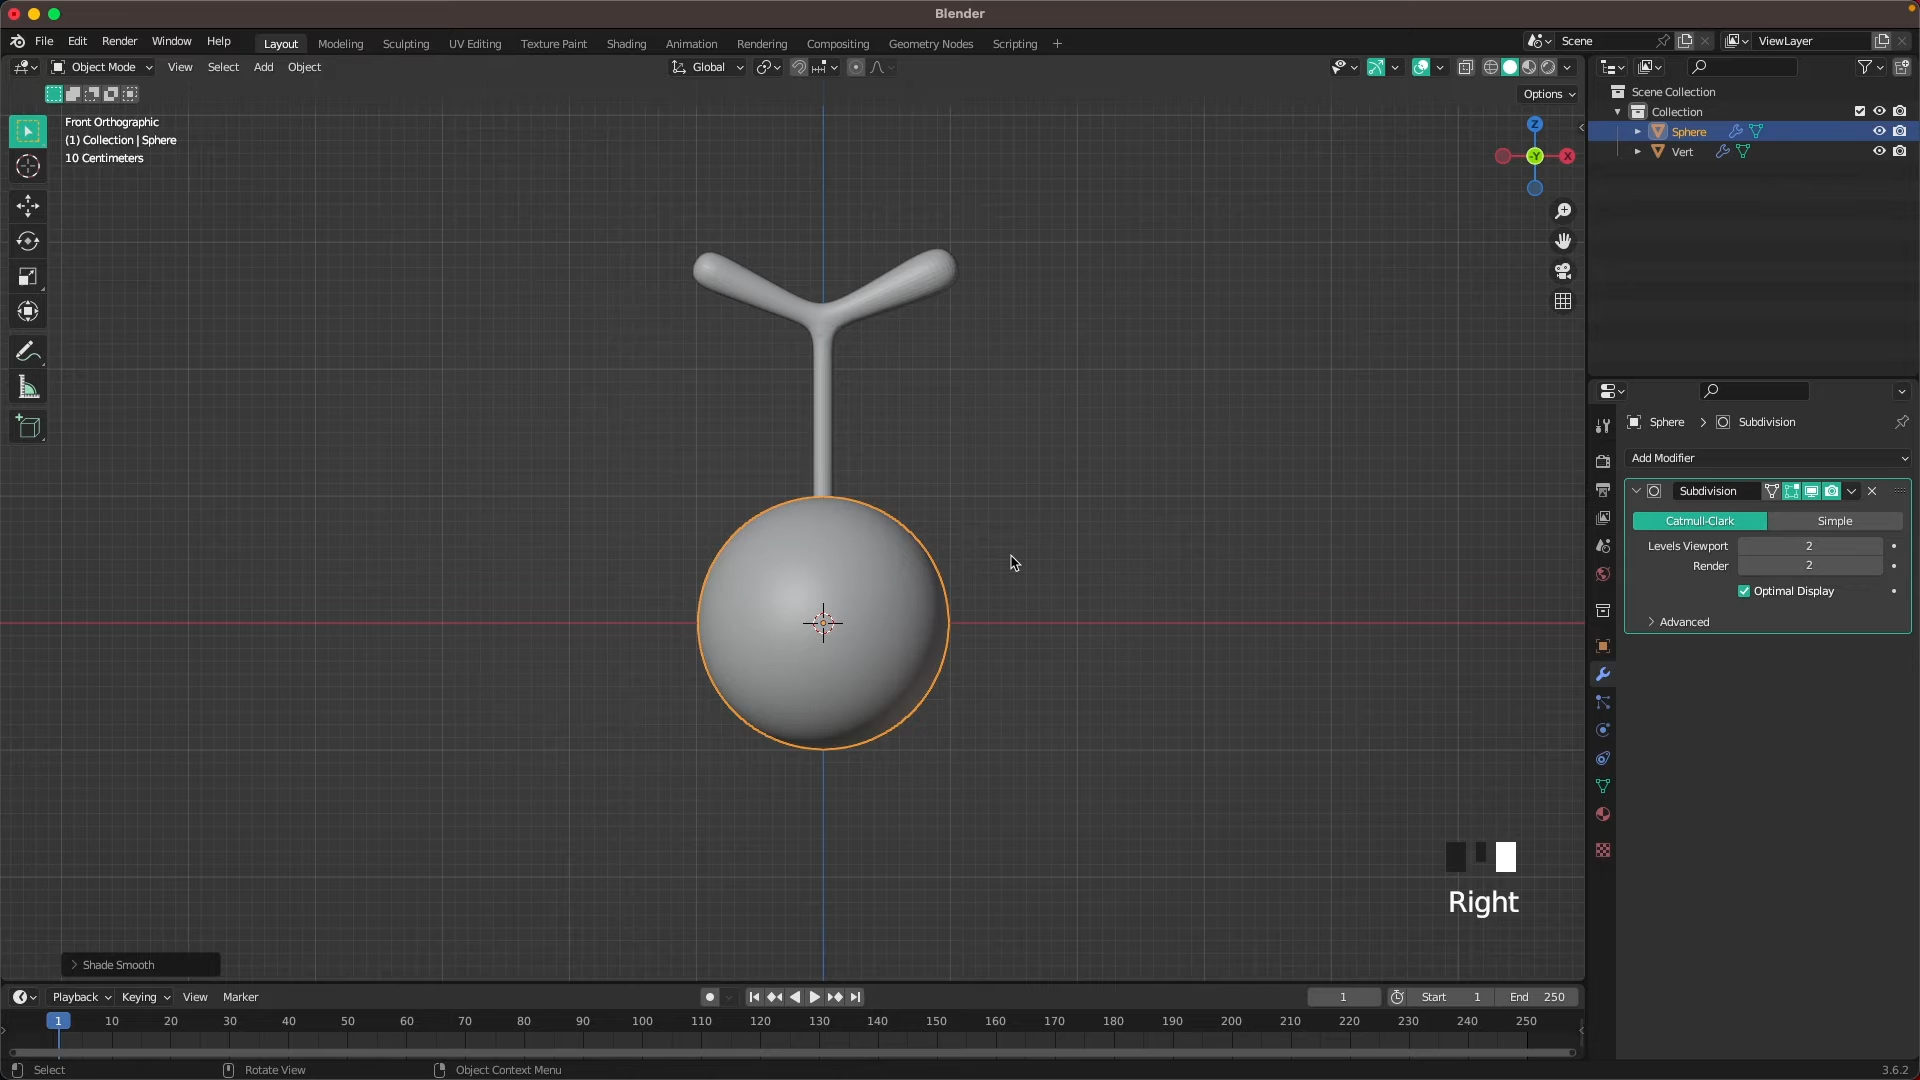 Blender
File Edit Render Window Help Layout Modeling Sculpting UV Editing Texture Paint Shading Animation Rendering Compositing Geometry Nodes Scripting + Scene ViewLayer
Object Mode View Select Add Object Global
Options
Front Orthographic
(1) Collection | Sphere
10 Centimeters
Z
-Y
X
Scene Collection
Collection
Sphere
Vert
Sphere > Subdivision
Add Modifier
Subdivision
Catmull-Clark Simple
Levels Viewport 2
Render 2
Optimal Display
Advanced
Right
Shade Smooth
Playback Keying View Marker 1 Start 1 End 250
1 10 20 30 40 50 60 70 80 90 100 110 120 130 140 150 160 170 180 190 200 210 220 230 240 250
Select Rotate View Object Context Menu 3.6.2